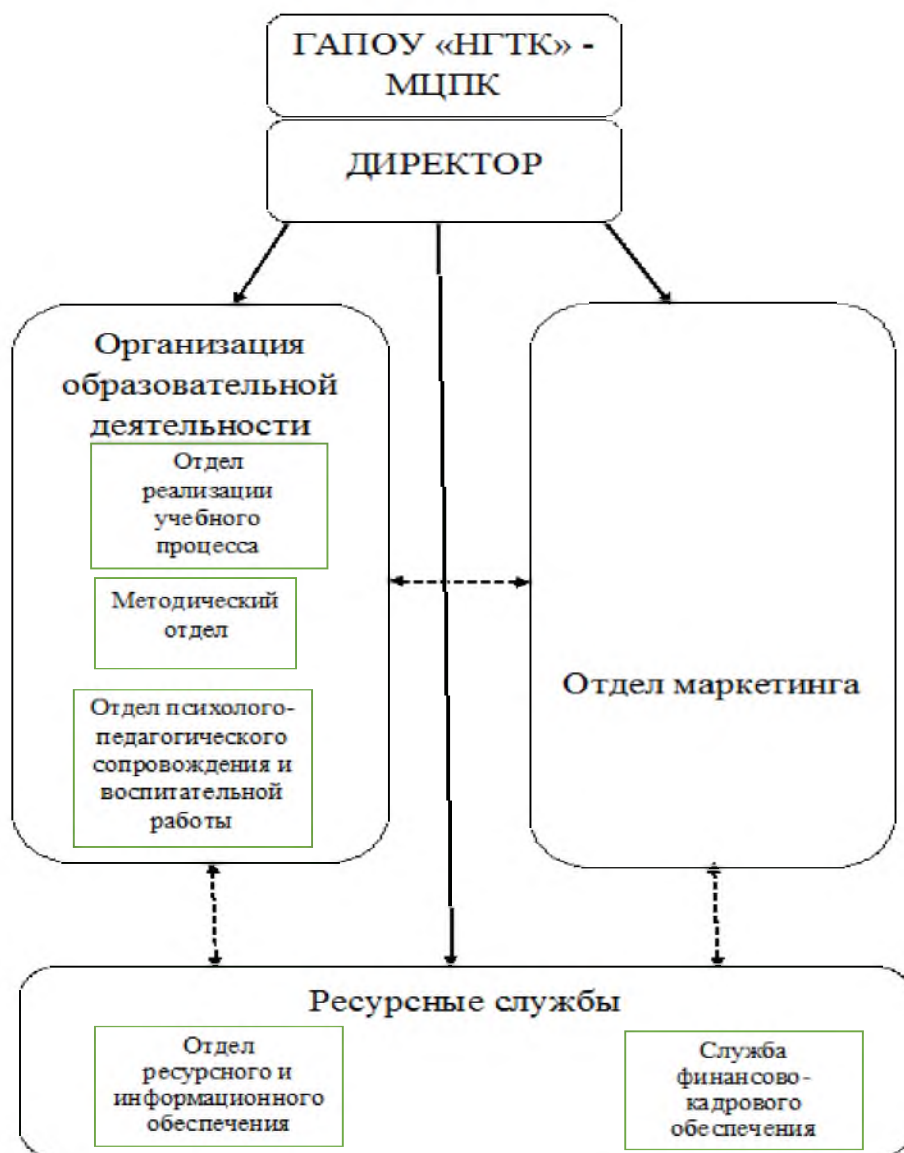 ГАПОУ «НГТК» -
МЦПК
ДИРЕКТОР
Организация
образовательной
деятельности
Отдел
реализации
учебного
процесса
Методический
отдел
Отдел психолого-
педагогического
сопровождения и
воспитательной
работы
Отдел маркетинга
Ресурсные службы
Отдел
ресурсного и
информационного
обеспечения
Служба
финансово-
кадрового
обеспечения